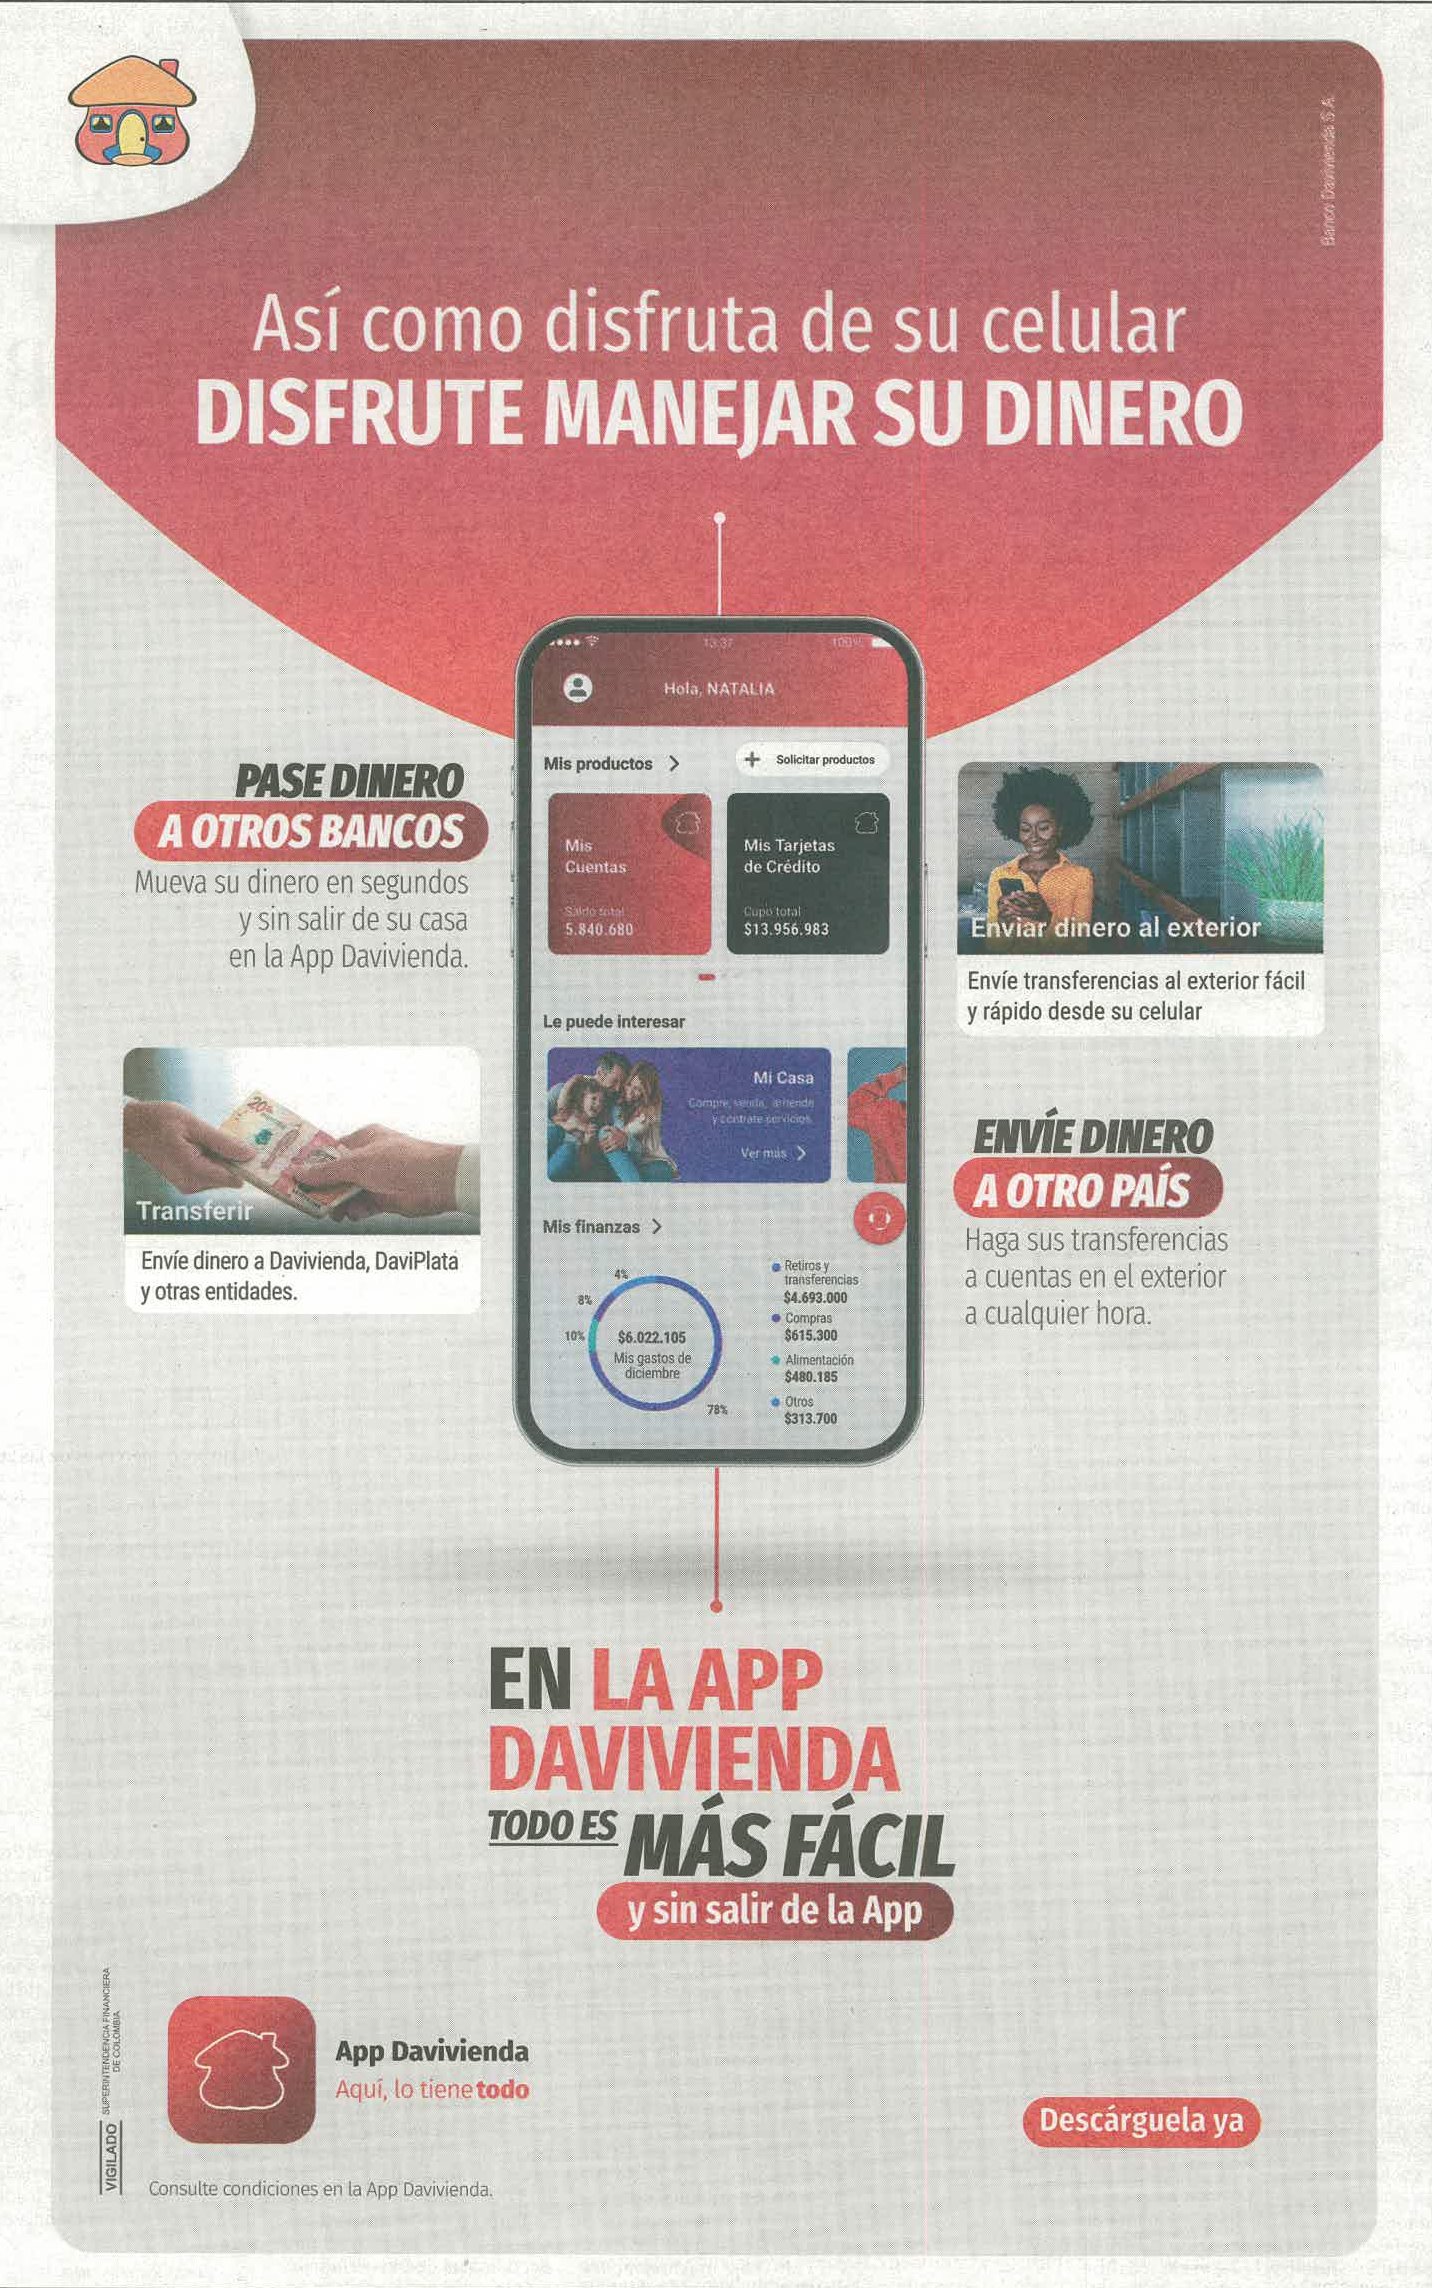 Banco Davivienda S.A.
Así como disfruta de su celular
DISFRUTE MANEJAR SU DINERO
13:37
100%
Hola, NATALIA
Mis productos
+ Solicitar productos
Mis
Cuentas
Saldo total
5.840.680
Mis Tarjetas
de Crédito
Cupo total
$13.956.983
Le puede interesar
Mi Casa
Compre, venda, arriende
y contrate servicios
Ver más
Mis finanzas
4%
8%
10%
78%
$6.022.105
Mis gastos de
diciembre
Retiros y
transferencias
$4.693.000
Compras
$615.300
Alimentación
$480.185
Otros
$313.700
PASE DINERO
A OTROS BANCOS
Mueva su dinero en segundos
y sin salir de su casa
en la App Davivienda.
20
Transferir
Envíe dinero a Davivienda, DaviPlata
y otras entidades.
Enviar dinero al exterior
Envíe transferencias al exterior fácil
y rápido desde su celular
ENVÍE DINERO
A OTRO PAÍS
Haga sus transferencias
a cuentas en el exterior
a cualquier hora.
EN LA APP
DAVIVIENDA
TODO ES MÁS FÁCIL
y sin salir de la App
VIGILADO SUPERINTENDENCIA FINANCIERA
DE COLOMBIA
App Davivienda
Aquí, lo tiene todo
Descárguela ya
Consulte condiciones en la App Davivienda.